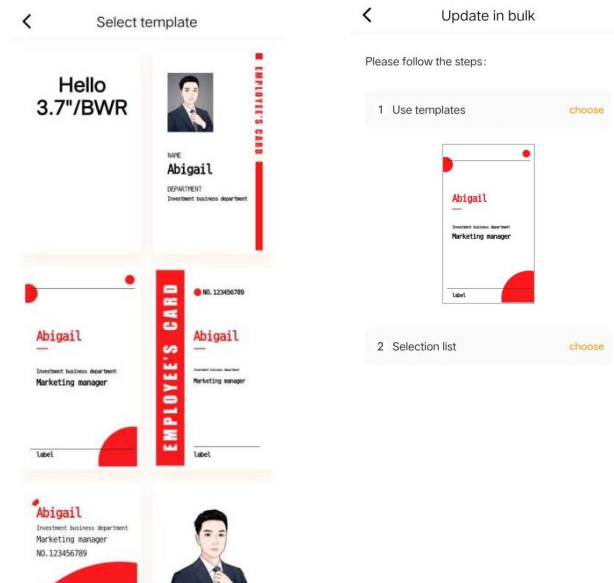 Select template
Hello
3.7"/BWR
EMPLOYEE'S CARD
NAME
Abigail
DEPARTMENT
Investment business department
Abigail
Investment business department
Marketing manager
label
EMPLOYEE'S CARD
NO.123456789
Abigail
Investment business department
Marketing manager
label
Abigail
Investment business department
Marketing manager
NO.123456789
Update in bulk
Please follow the steps:
1 Use templates choose
Abigail
Investment business department
Marketing manager
label
2 Selection list choose